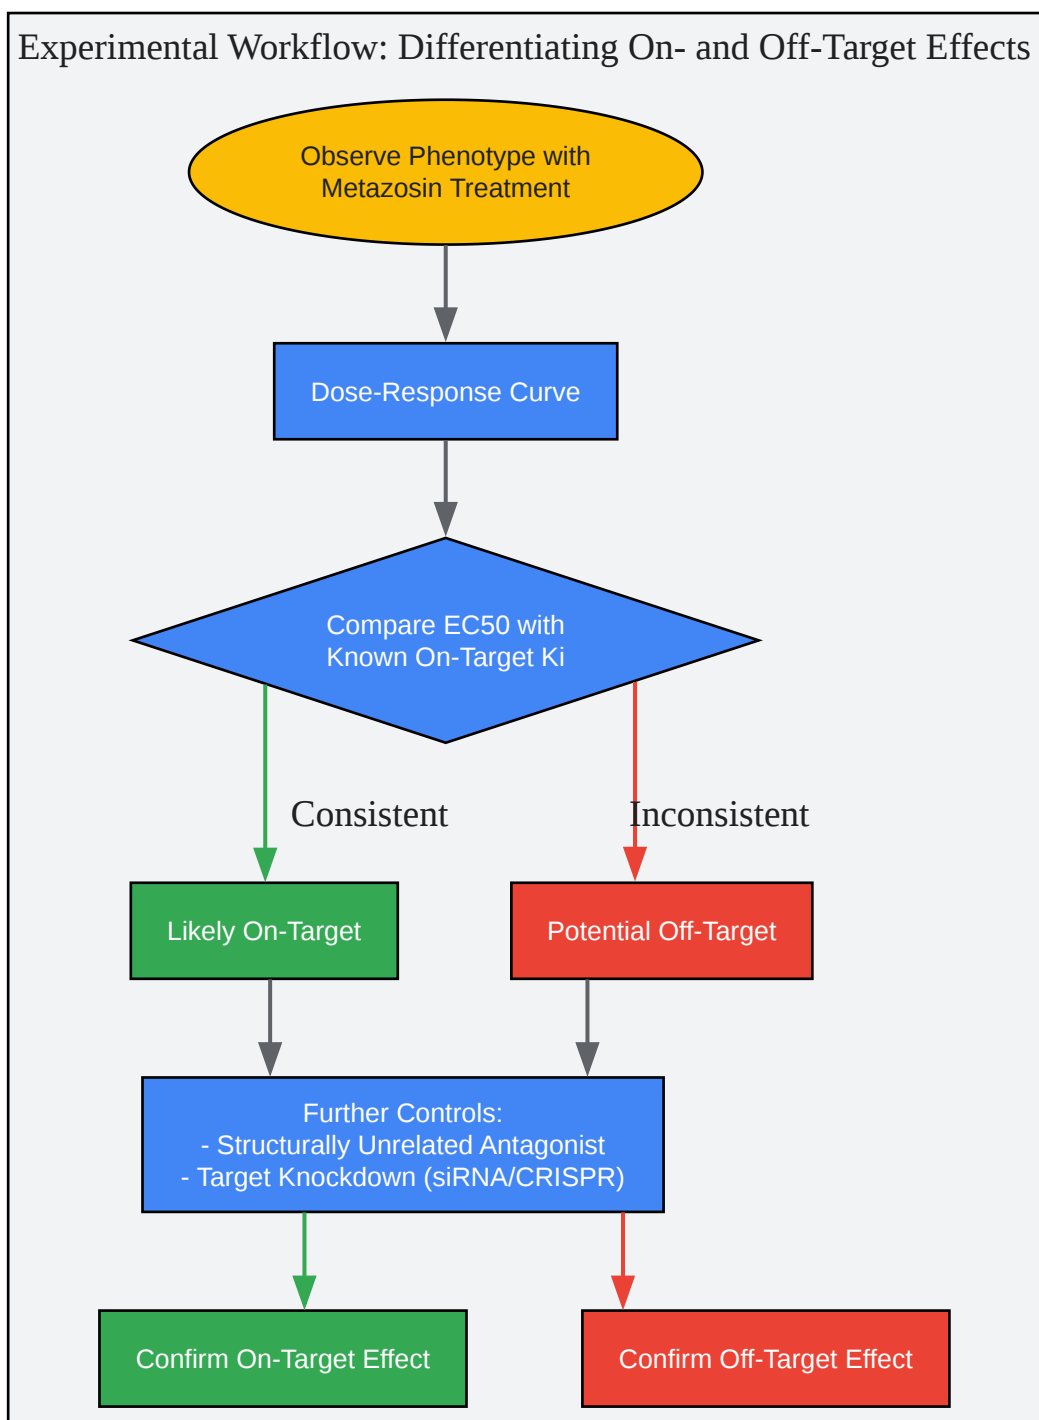 Experimental Workflow: Differentiating On- and Off-Target Effects
Observe Phenotype with
Metazosin Treatment
Dose-Response Curve
Compare EC50 with
Known On-Target Ki
Consistent
Inconsistent
Likely On-Target
Potential Off-Target
Further Controls:
- Structurally Unrelated Antagonist
- Target Knockdown (siRNA/CRISPR)
Confirm On-Target Effect
Confirm Off-Target Effect